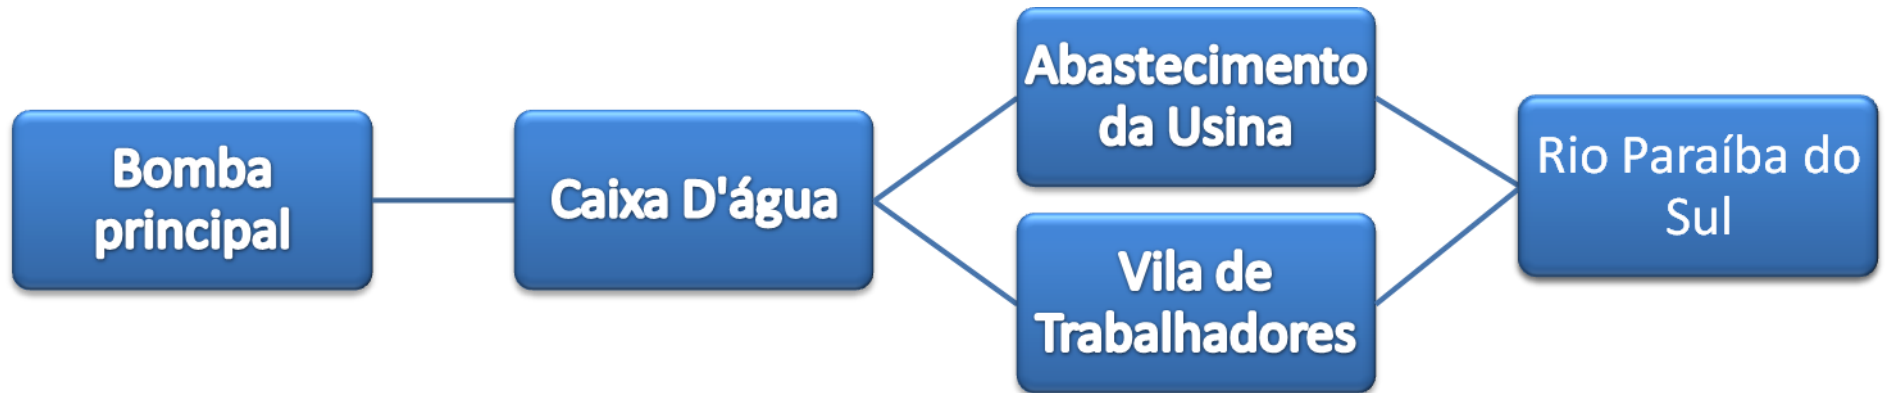 Bomba
principal
Caixa D'água
Abastecimento
da Usina
Vila de
Trabalhadores
Rio Paraíba do
Sul